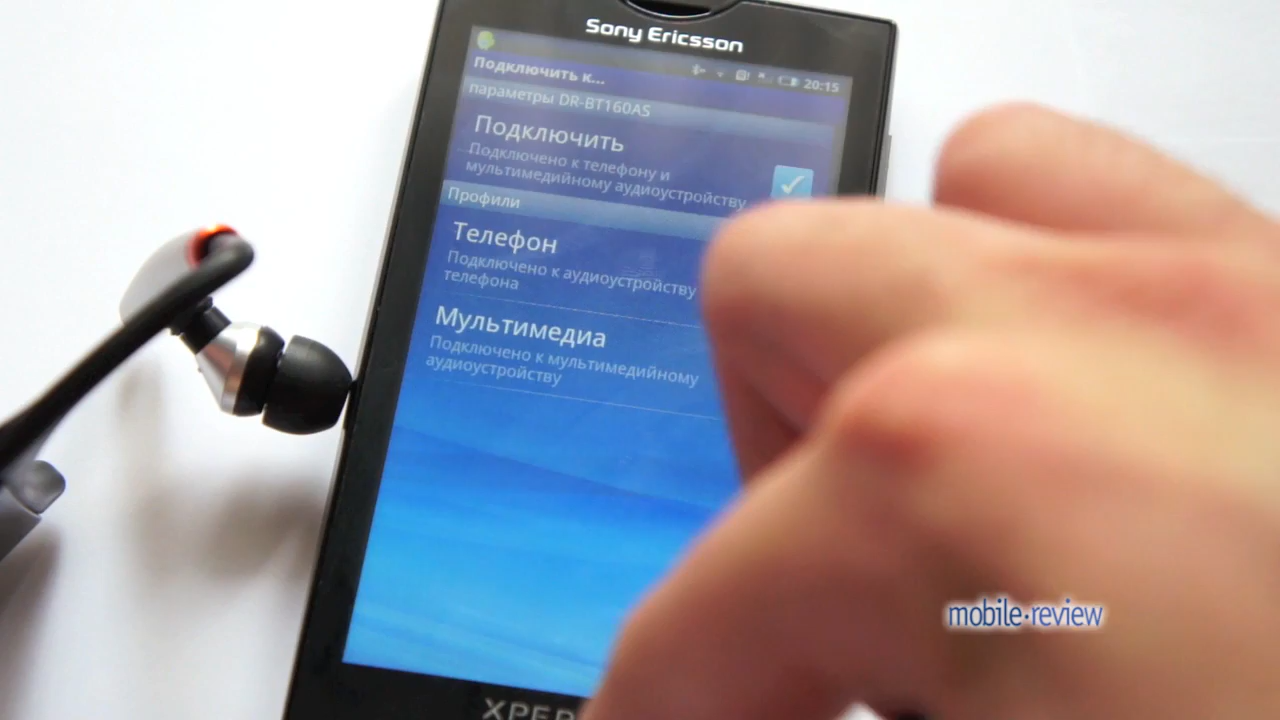 Sony Ericsson
20:15
Подключить к...
параметры DR-BT160AS
Подключить
Подключено к телефону и
мультимедийному аудиоустройству
Профили
Телефон
Подключено к аудиоустройству
телефона
Мультимедиа
Подключено к мультимедийному
аудиоустройству
mobile-review
XPER